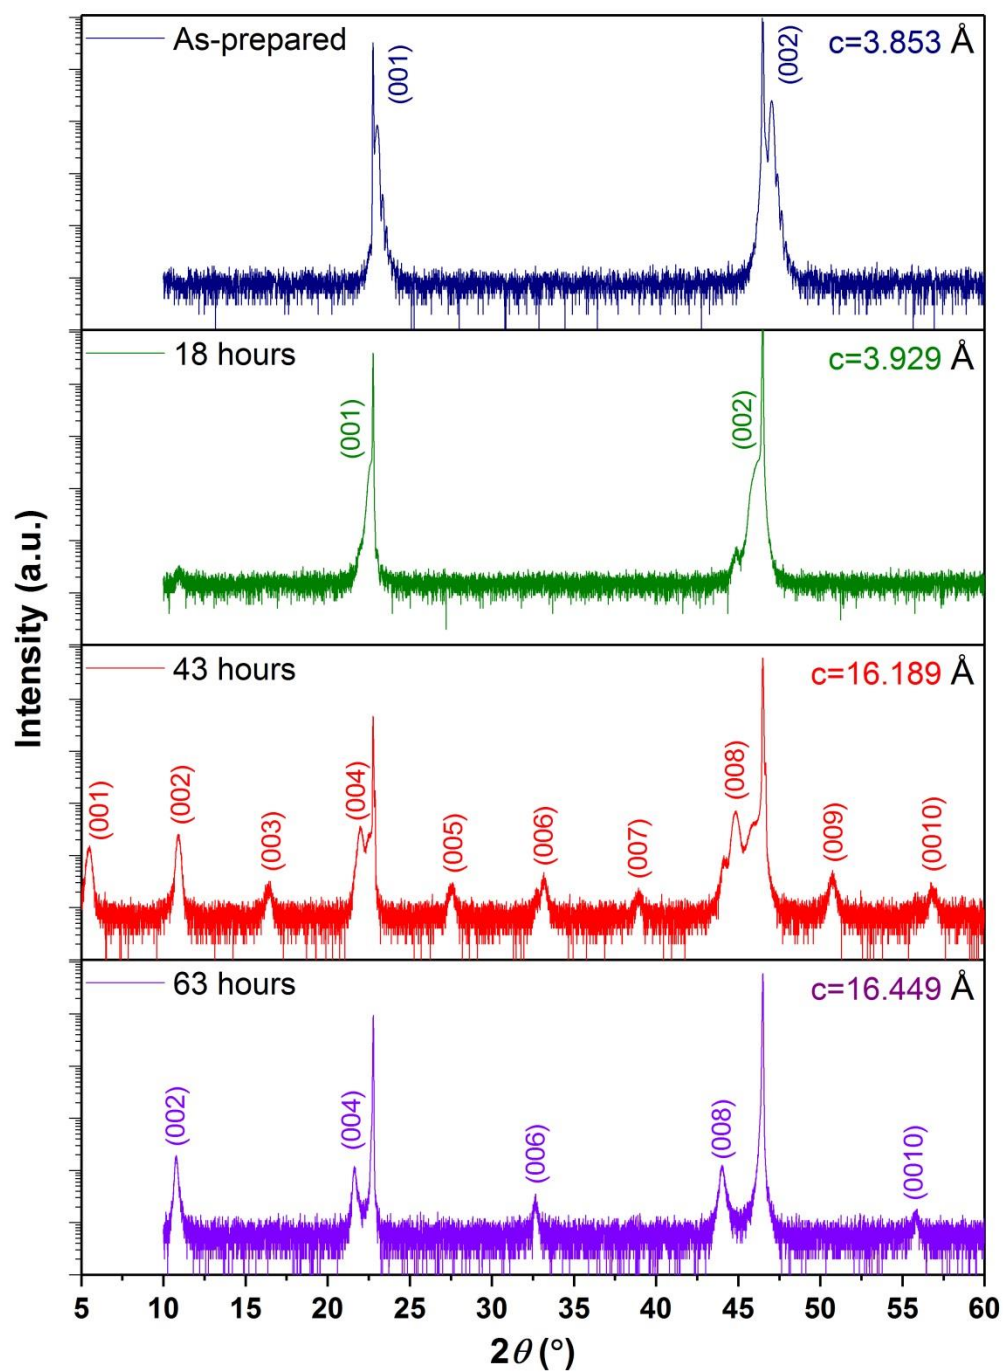 As-prepared
(001)
(002)
c=3.853 Å
18 hours
(001)
(002)
c=3.929 Å
43 hours
c=16.189 Å
(001)
(002)
(003)
(004)
(005)
(006)
(007)
(008)
(009)
(0010)
63 hours
c=16.449 Å
(002)
(004)
(006)
(008)
(0010)
Intensity (a.u.)
5 10 15 20 25 30 35 40 45 50 55 60
2θ (°)